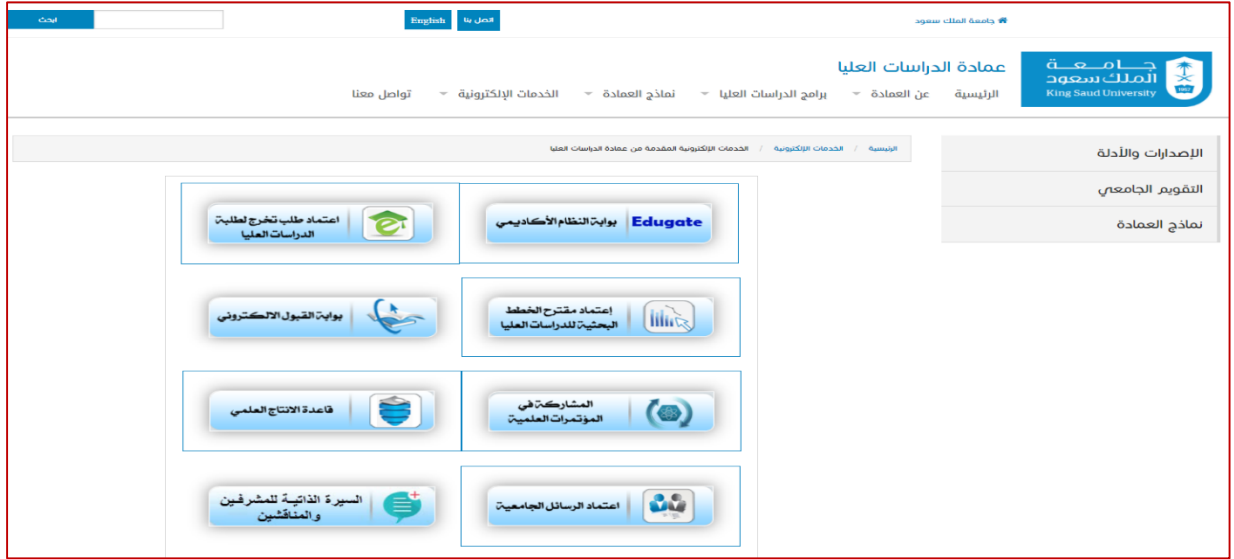 جامعة الملك سعود
اتصل بنا
English
ابحث
جــامـعـة
الملك سعود
King Saud University
1957
عمادة الدراسات العليا
الرئيسية
عن العمادة
برامج الدراسات العليا
نماذج العمادة
الخدمات الإلكترونية
تواصل معنا
الإصدارات والأدلة
التقويم الجامعي
نماذج العمادة
الرئيسية / الخدمات الإلكترونية / الخدمات الإلكترونية المقدمة من عمادة الدراسات العليا
Edugate بوابة النظام الأكاديمي
اعتماد طلب تخرج لطلبة
الدراسات العليا
إعتماد مقترح الخطط
البحثية للدراسات العليا
بوابة القبول الالكتروني
المشاركة في
المؤتمرات العلمية
قاعدة الانتاج العلمي
اعتماد الرسائل الجامعية
السيرة الذاتية للمشرفين
والمناقشين